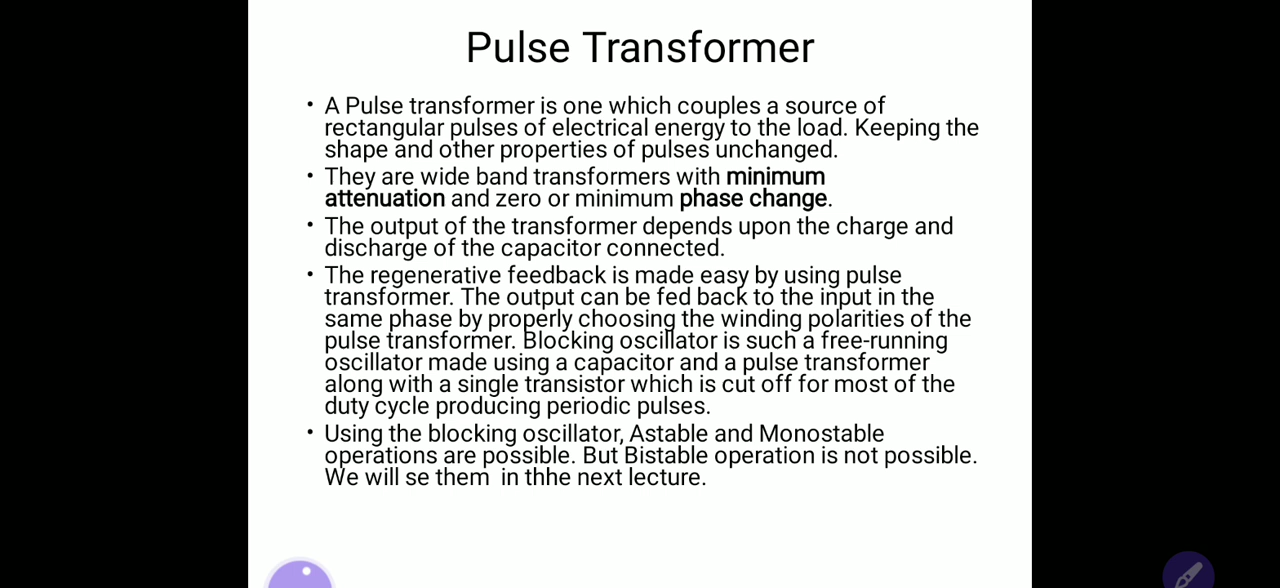 Pulse Transformer
• A Pulse transformer is one which couples a source of
rectangular pulses of electrical energy to the load. Keeping the
shape and other properties of pulses unchanged.
• They are wide band transformers with minimum
attenuation and zero or minimum phase change.
• The output of the transformer depends upon the charge and
discharge of the capacitor connected.
• The regenerative feedback is made easy by using pulse
transformer. The output can be fed back to the input in the
same phase by properly choosing the winding polarities of the
pulse transformer. Blocking oscillator is such a free-running
oscillator made using a capacitor and a pulse transformer
along with a single transistor which is cut off for most of the
duty cycle producing periodic pulses.
• Using the blocking oscillator, Astable and Monostable
operations are possible. But Bistable operation is not possible.
We will se them in thhe next lecture.